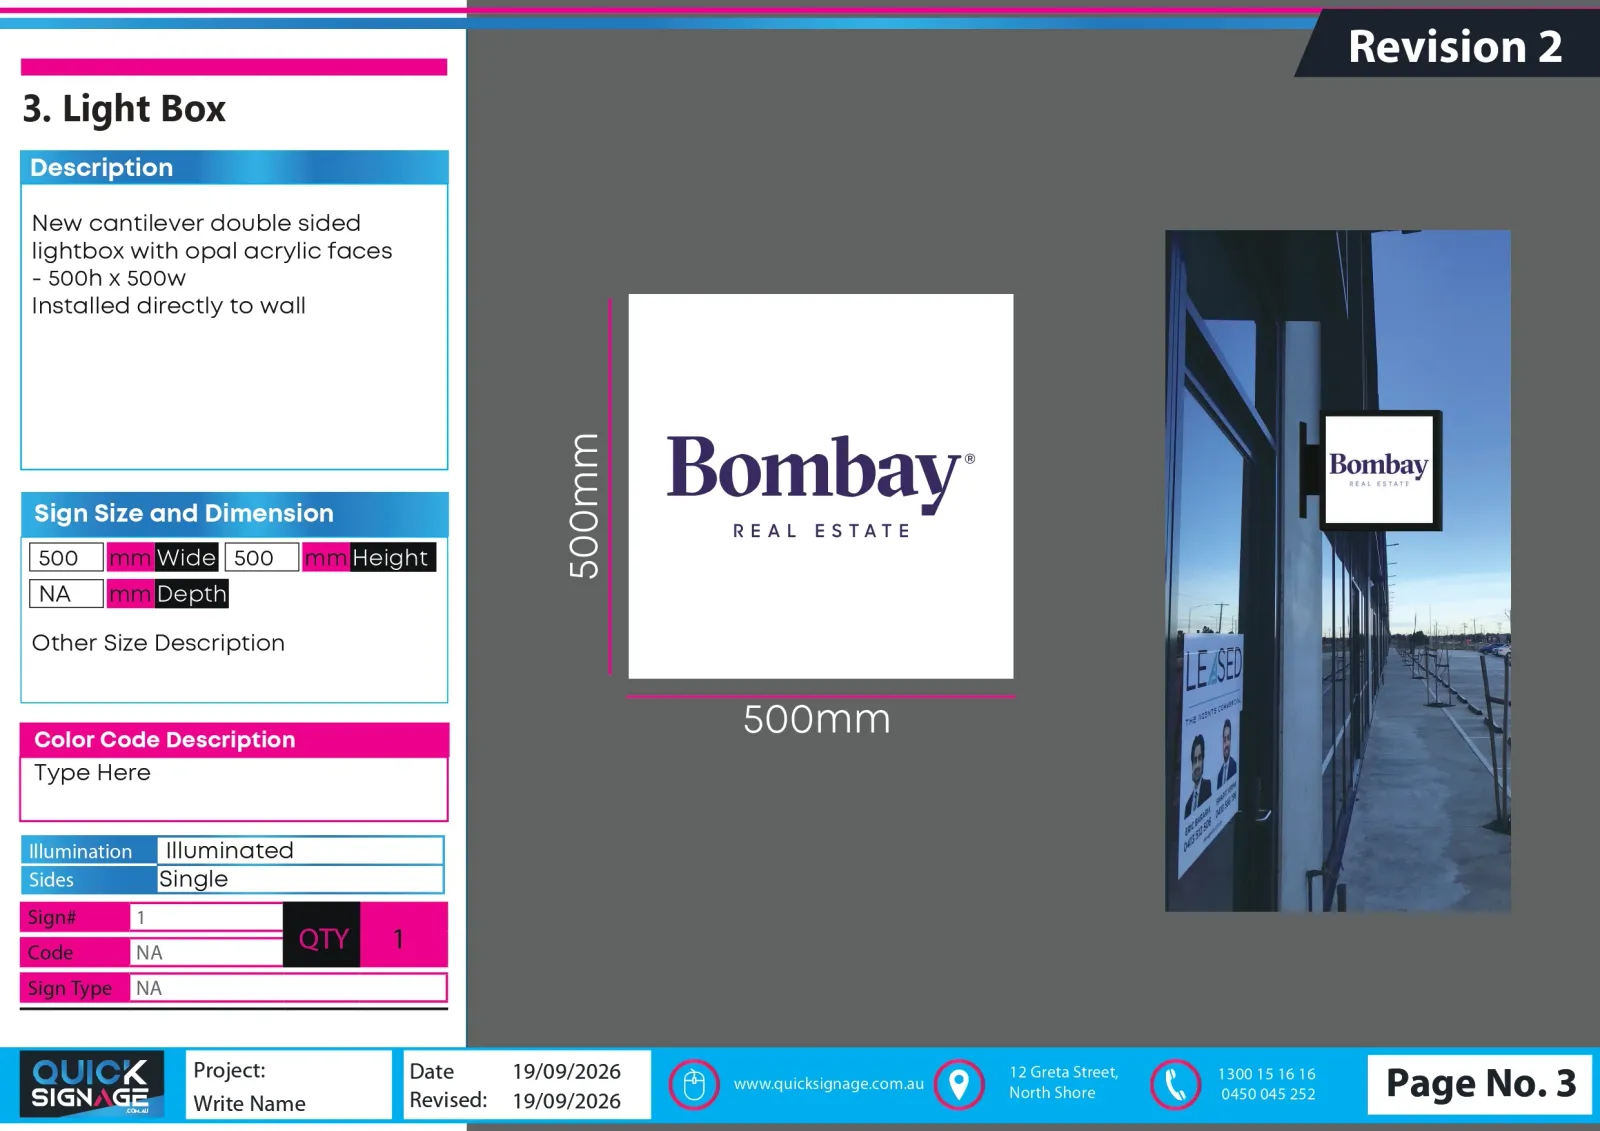 Revision 2
3. Light Box
Description
New cantilever double sided
lightbox with opal acrylic faces
- 500h x 500w
Installed directly to wall
Sign Size and Dimension
500 mm Wide 500 mm Height
NA mm Depth
Other Size Description
Color Code Description
Type Here
Illumination Illuminated
Sides Single
Sign# 1
Code NA
QTY 1
Sign Type NA
500mm
Bombay®
REAL ESTATE
500mm
Bombay
REAL ESTATE
LEASED
THE AGENTS COMMERCIAL
QUICK
SIGNAGE
.COM.AU
Project:
Write Name
Date 19/09/2026
Revised: 19/09/2026
www.quicksignage.com.au
12 Greta Street,
North Shore
1300 15 16 16
0450 045 252
Page No. 3